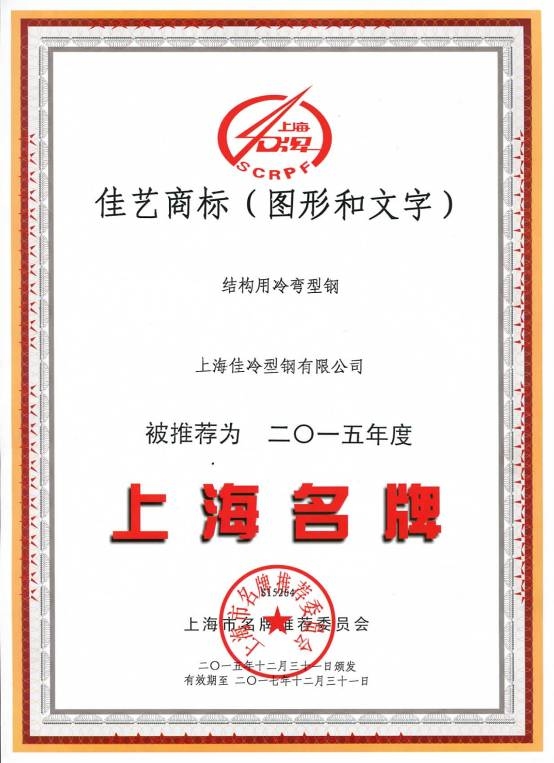 上海
名牌
SCRPF
佳艺商标（图形和文字）
结构用冷弯型钢
上海佳冷型钢有限公司
被推荐为 二〇一五年度
上海名牌
上海市名牌推荐委员会
S15264
上海市名牌推荐委员会
二〇一五年十二月三十一日颁发
有效期至 二〇一七年十二月三十一日